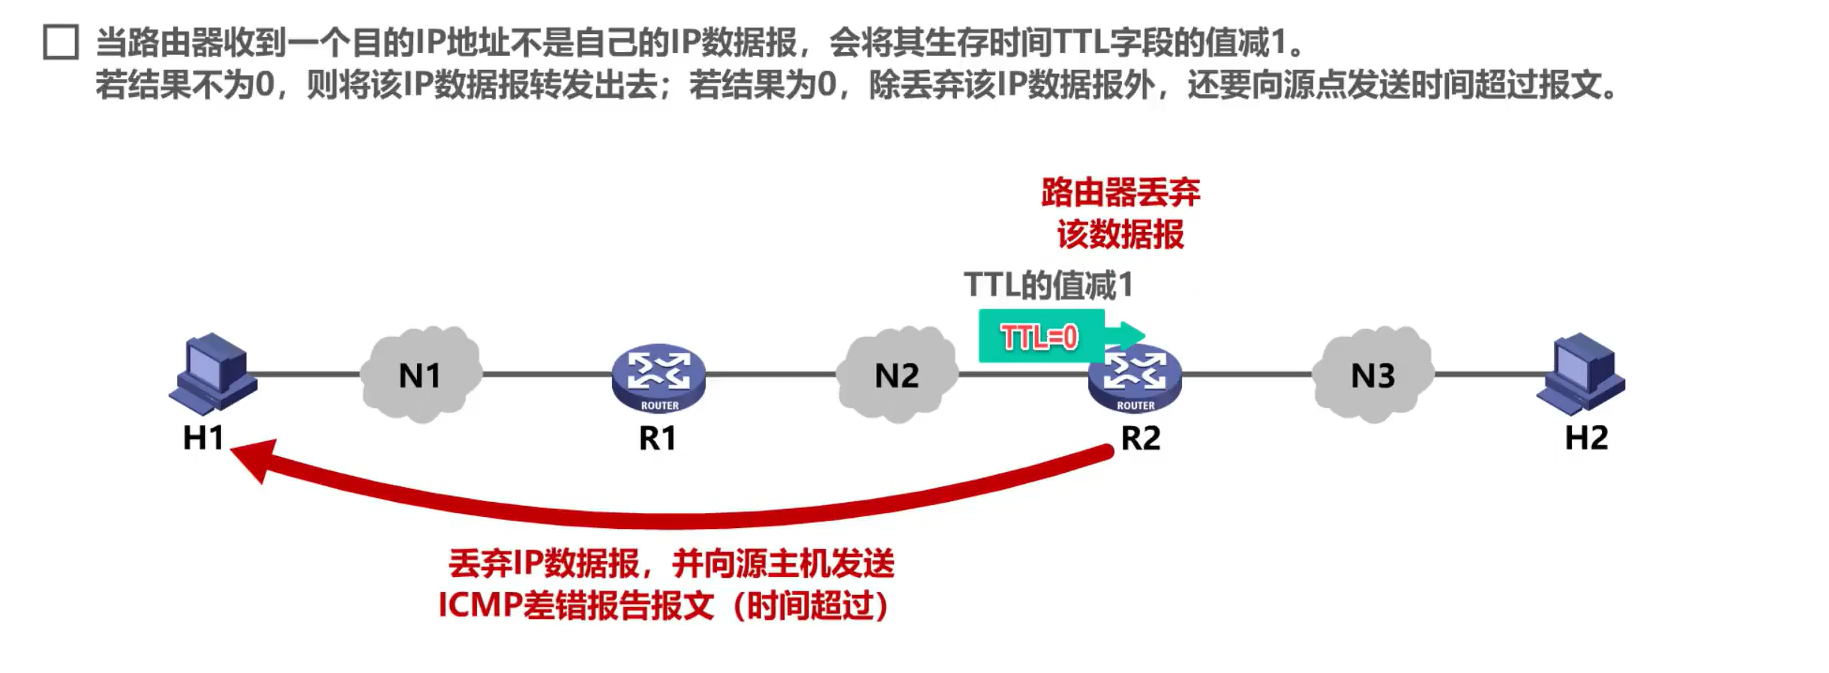 当路由器收到一个目的IP地址不是自己的IP数据报，会将其生存时间TTL字段的值减1。
若结果不为0，则将该IP数据报转发出去；若结果为0，除丢弃该IP数据报外，还要向源点发送时间超过报文。
路由器丢弃
该数据报
TTL的值减1
TTL=0
N1
N2
N3
ROUTER
ROUTER
H1
R1
R2
H2
丢弃IP数据报，并向源主机发送
ICMP差错报告报文（时间超过）